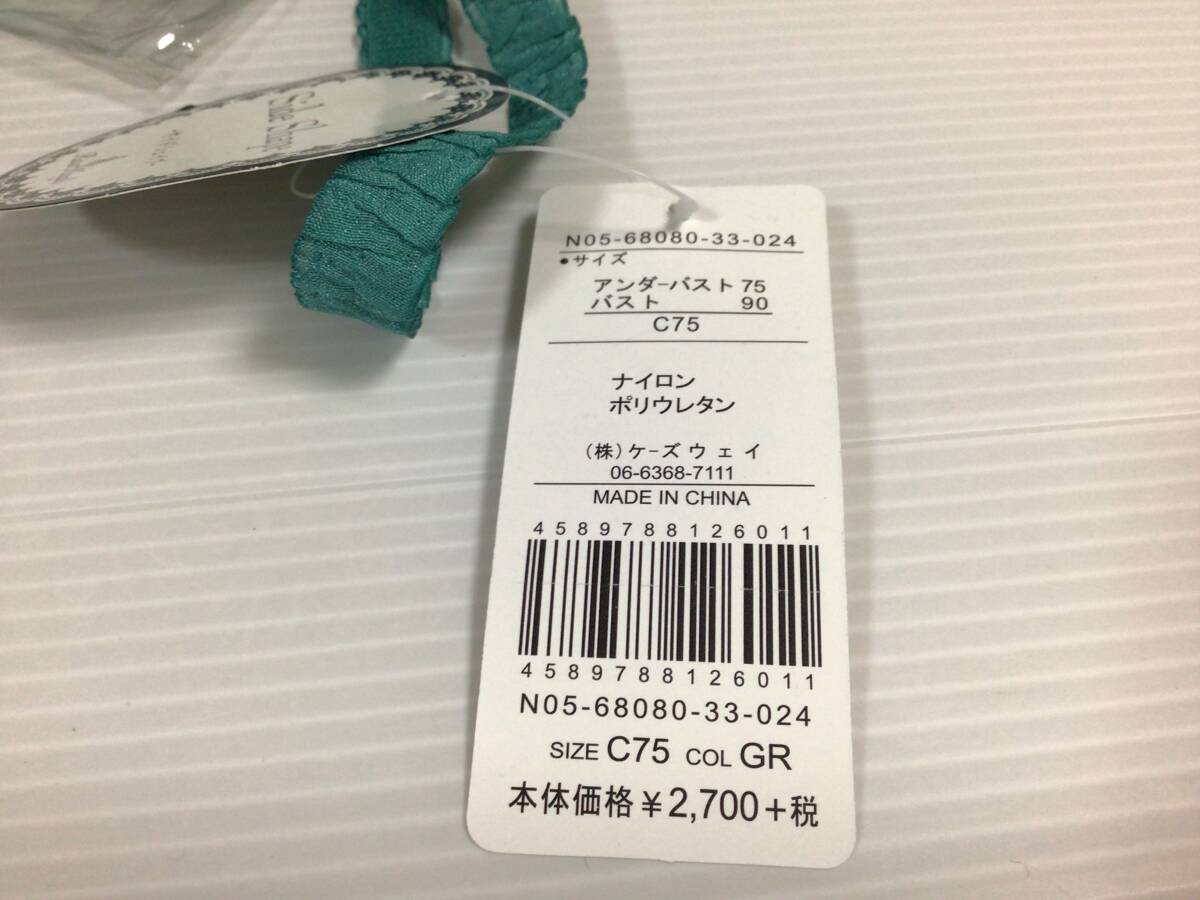 Side Shape
N05-68080-33-024
●サイズ
アンダーバスト 75
バスト 90
C75
ナイロン
ポリウレタン
(株)ケーズウェイ
06-6368-7111
MADE IN CHINA
4589788126011
4589788126011
N05-68080-33-024
SIZE C75 COL GR
本体価格¥2,700+税